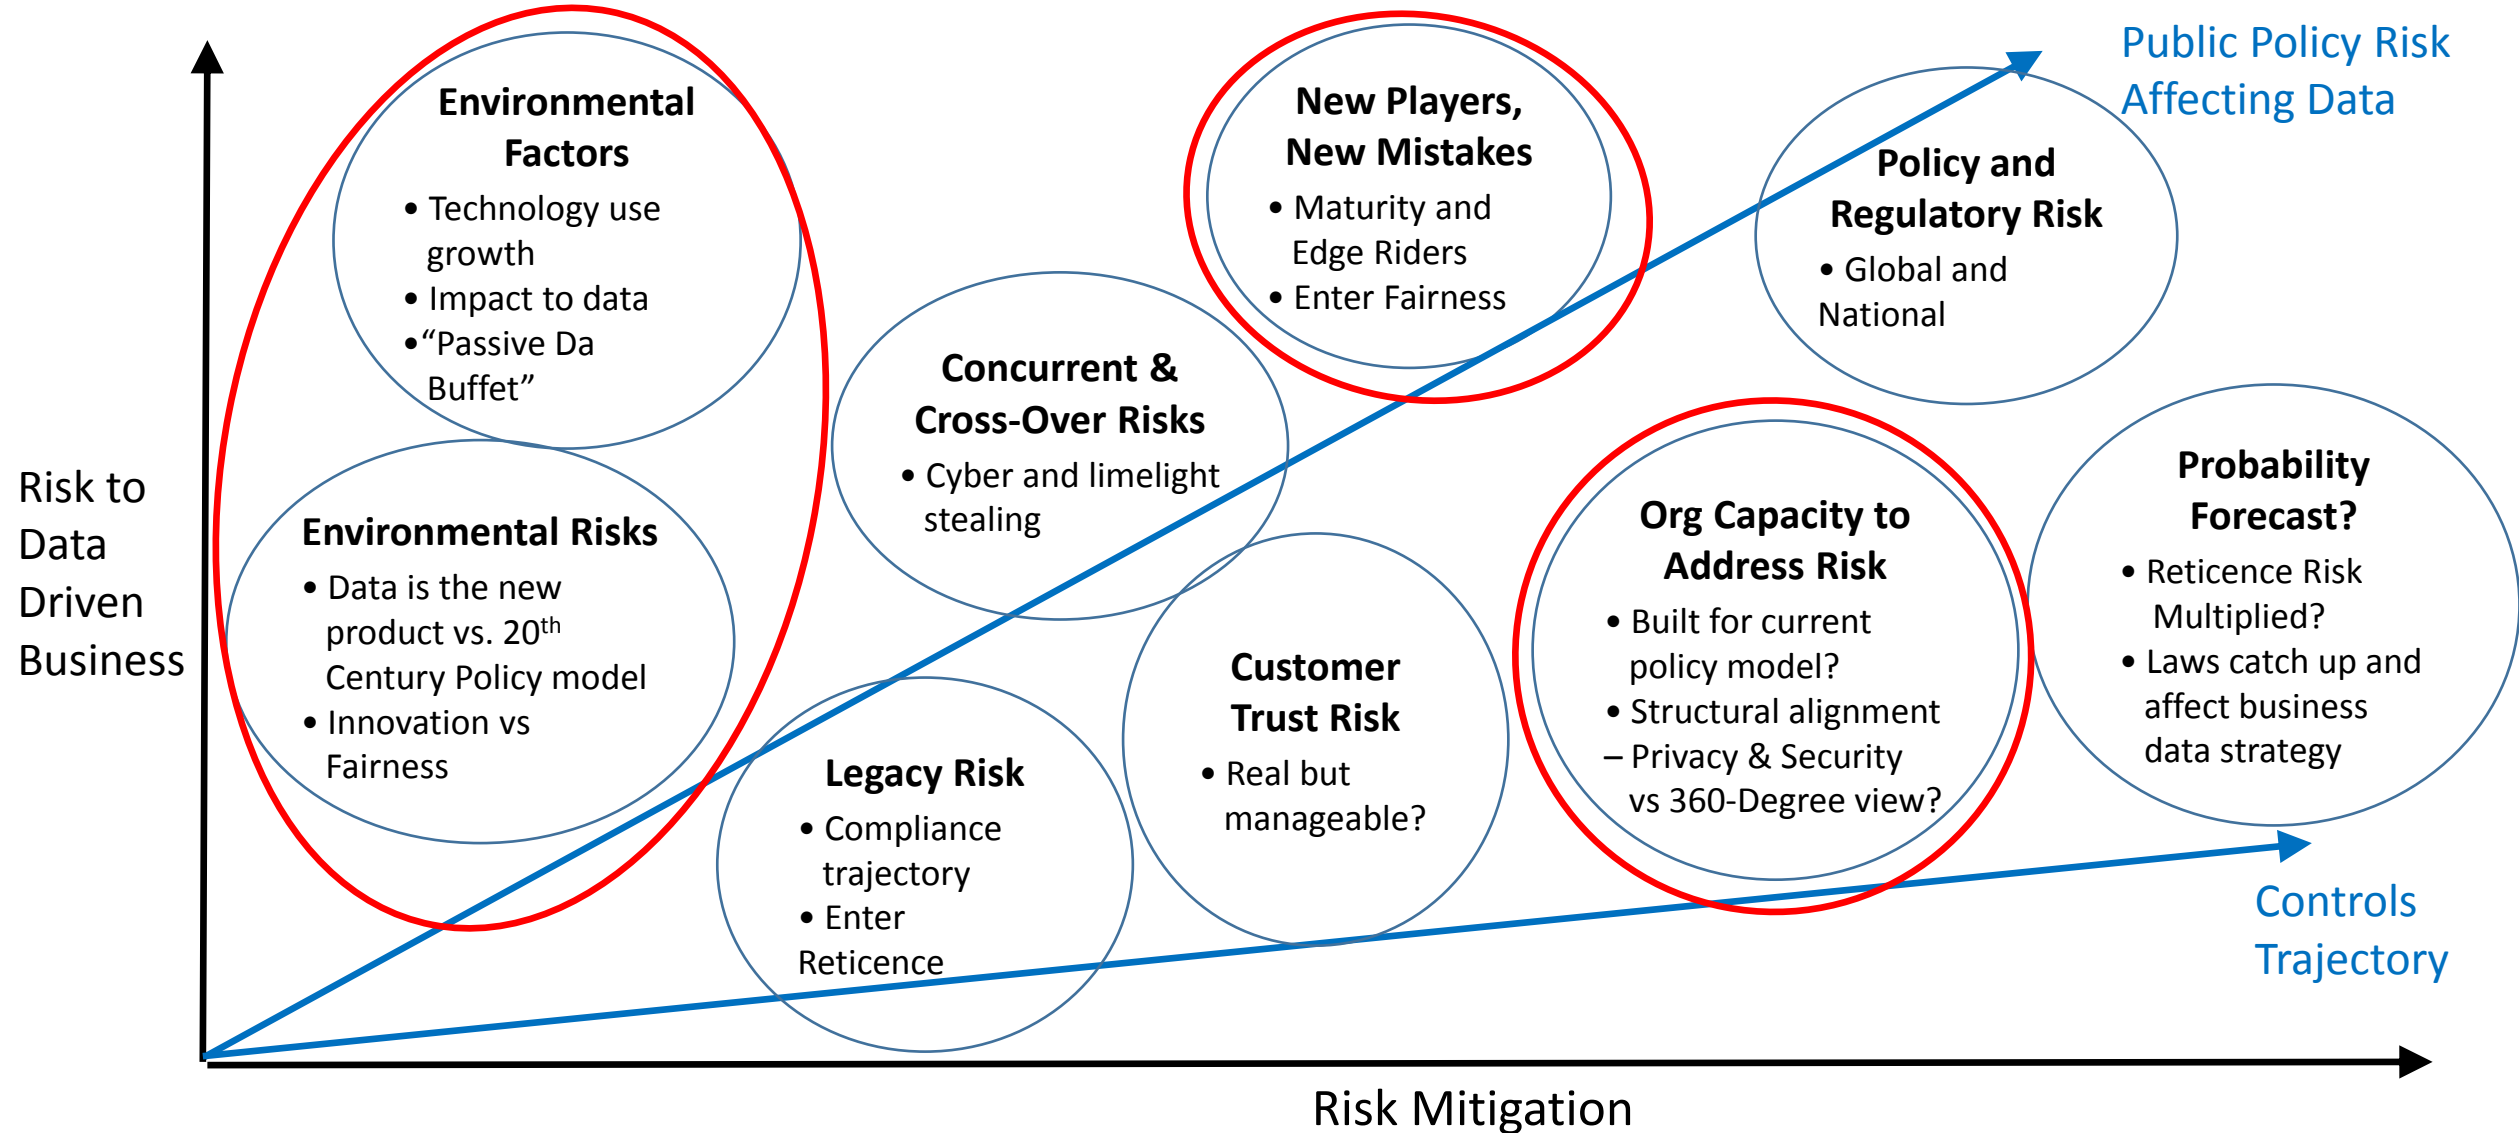 Public Policy Risk
Affecting Data
Environmental
Factors
• Technology use
growth
• Impact to data
•“Passive Da
Buffet”
New Players,
New Mistakes
• Maturity and
Edge Riders
• Enter Fairness
Policy and
Regulatory Risk
• Global and
National
Concurrent &
Cross-Over Risks
• Cyber and limelight
stealing
Risk to
Data
Driven
Business
Environmental Risks
• Data is the new
product vs. 20th
Century Policy model
• Innovation vs
Fairness
Legacy Risk
• Compliance
trajectory
• Enter
Reticence
Customer
Trust Risk
• Real but
manageable?
Org Capacity to
Address Risk
• Built for current
policy model?
• Structural alignment
– Privacy & Security
vs 360-Degree view?
Probability
Forecast?
• Reticence Risk
Multiplied?
• Laws catch up and
affect business
data strategy
Controls
Trajectory
Risk Mitigation